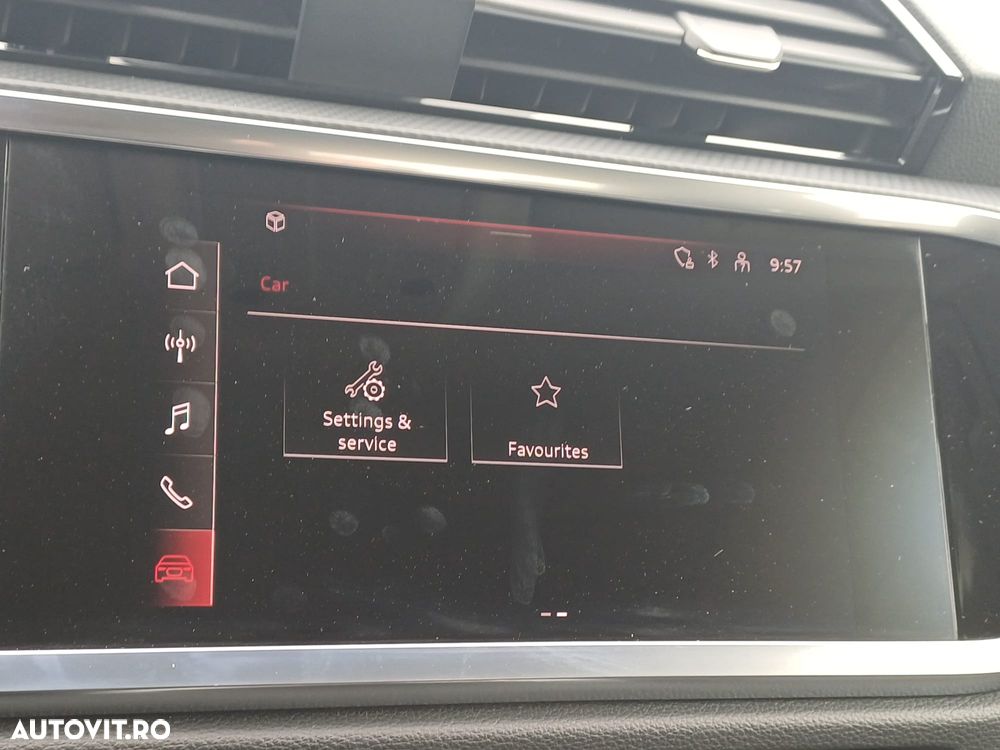 9:57
Car
Settings &
service
Favourites
AUTOVIT.RO